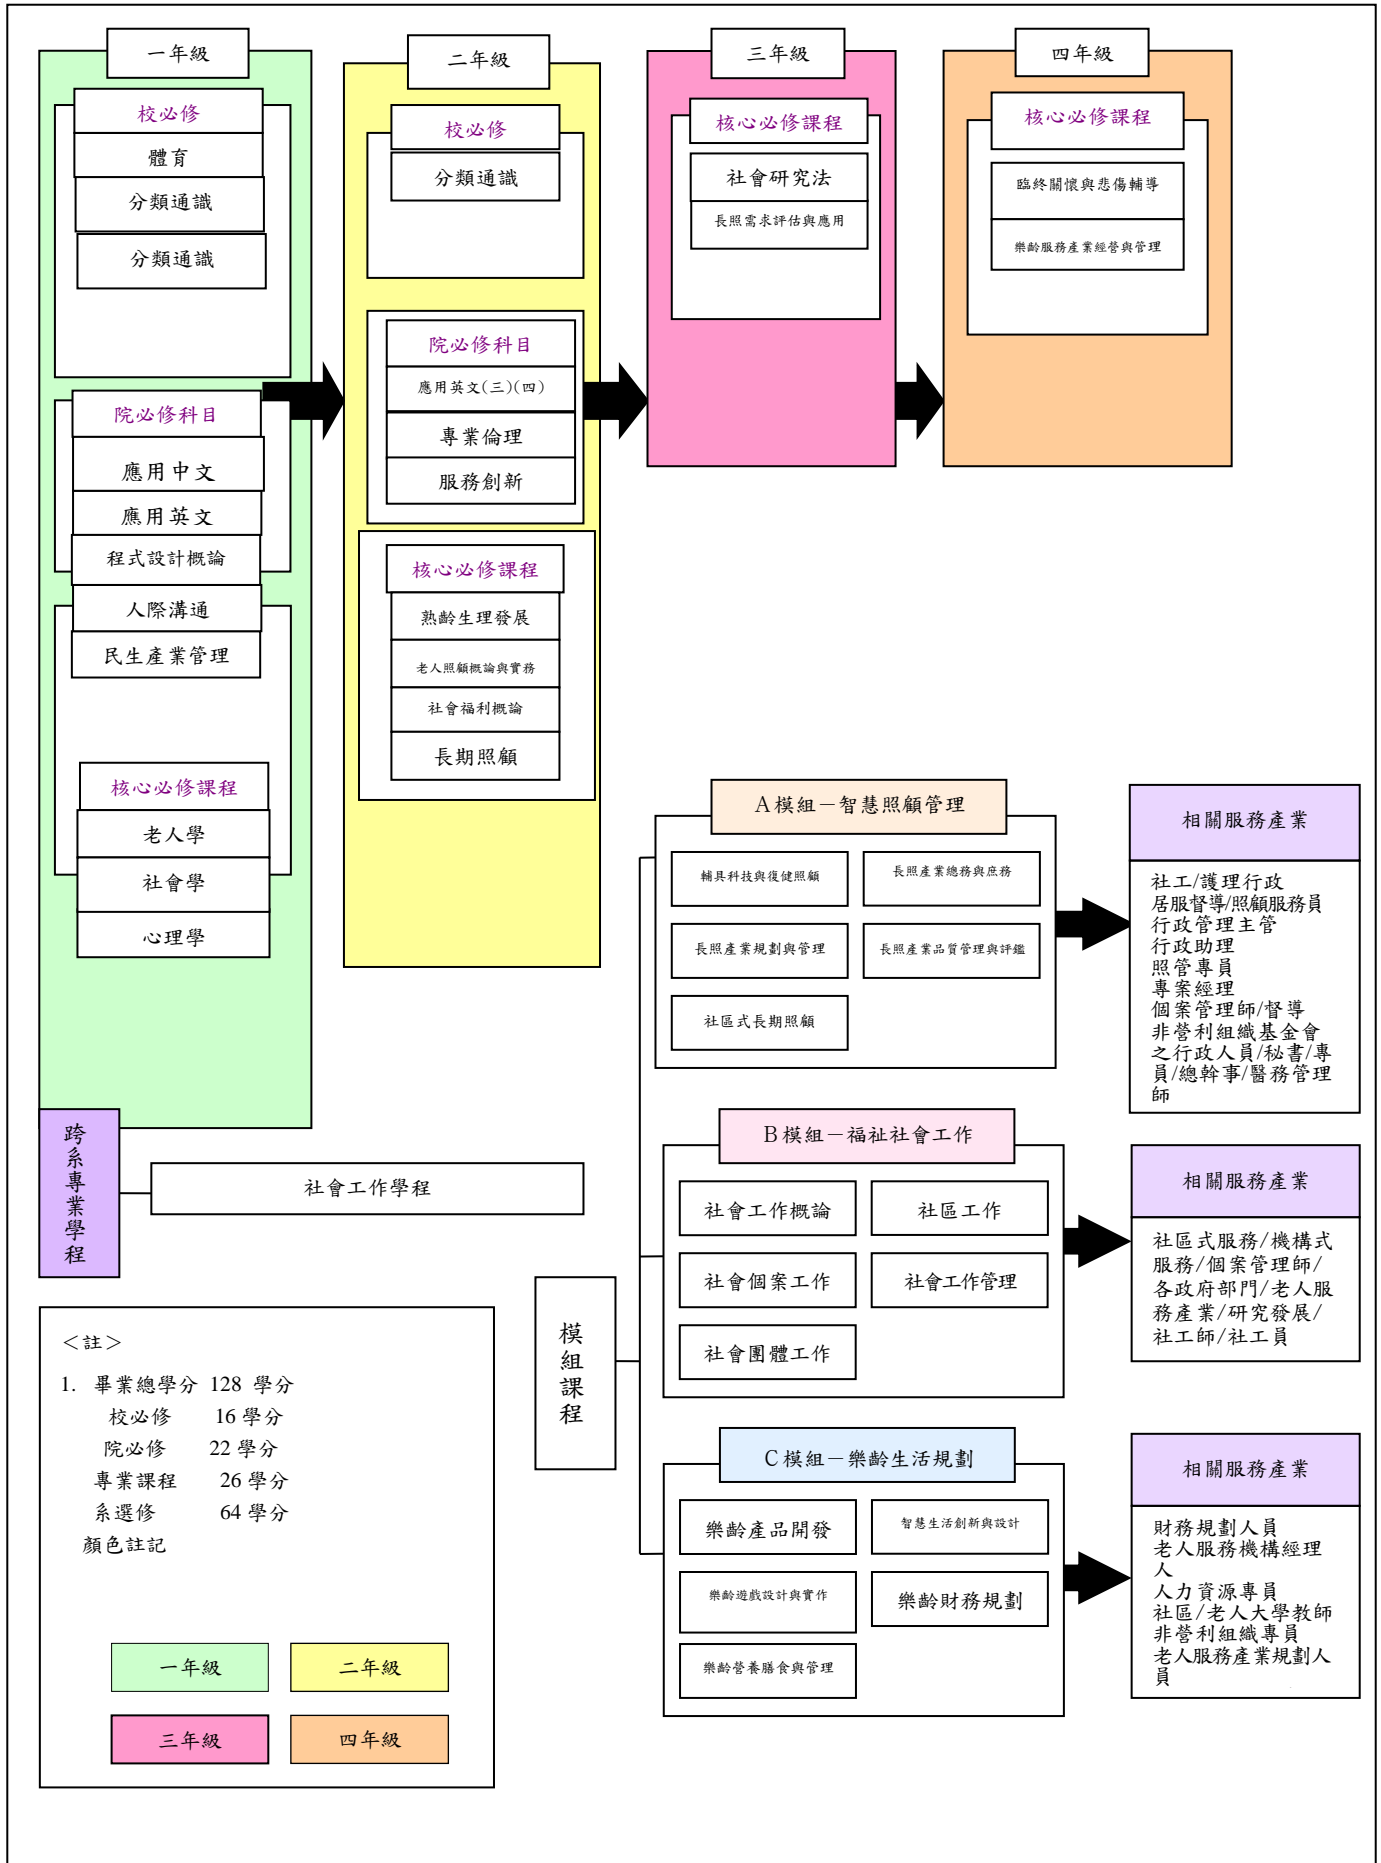 一年級
校必修
體育
分類通識
分類通識
院必修科目
應用中文
應用英文
程式設計概論
人際溝通
民生產業管理
核心必修課程
老人學
社會學
心理學
二年級
校必修
分類通識
院必修科目
應用英文(三)(四)
專業倫理
服務創新
核心必修課程
熟齡生理發展
老人照顧概論與實務
社會福利概論
長期照顧
三年級
核心必修課程
社會研究法
長照需求評估與應用
四年級
核心必修課程
臨終關懷與悲傷輔導
樂齡服務產業經營與管理
跨系專業學程
社會工作學程
模組課程
A模組－智慧照顧管理
輔具科技與復健照顧
長照產業總務與庶務
長照產業規劃與管理
長照產業品質管理與評鑑
社區式長期照顧
相關服務產業
社工/護理行政
居服督導/照顧服務員
行政管理主管
行政助理
照管專員
專案經理
個案管理師/督導
非營利組織基金會
之行政人員/秘書/專
員/總幹事/醫務管理
師
B模組－福祉社會工作
社會工作概論
社區工作
社會個案工作
社會工作管理
社會團體工作
相關服務產業
社區式服務/機構式
服務/個案管理師/
各政府部門/老人服
務產業/研究發展/
社工師/社工員
C模組－樂齡生活規劃
樂齡產品開發
智慧生活創新與設計
樂齡遊戲設計與實作
樂齡財務規劃
樂齡營養膳食與管理
相關服務產業
財務規劃人員
老人服務機構經理
人
人力資源專員
社區/老人大學教師
非營利組織專員
老人服務產業規劃人
員
＜註＞
1. 畢業總學分 128 學分
校必修 16 學分
院必修 22 學分
專業課程 26 學分
系選修 64 學分
顏色註記
一年級
二年級
三年級
四年級